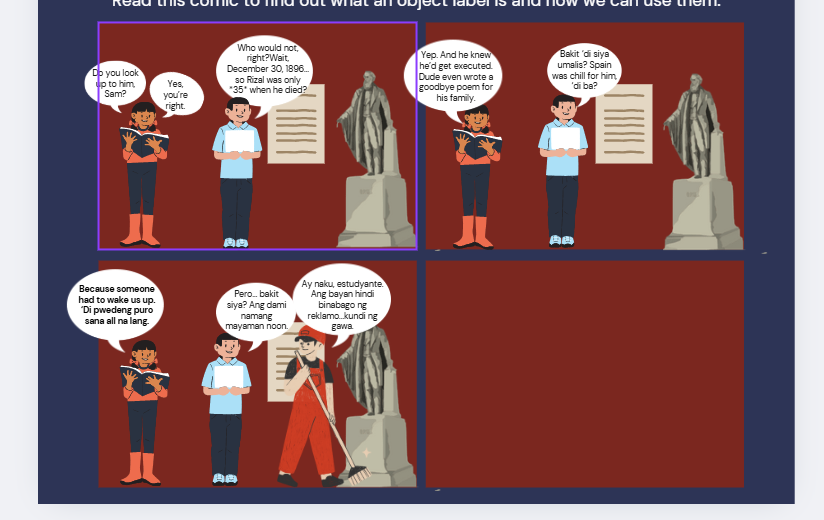 Read this comic to find out what an object label is and how we can use them.
Do you look
up to him,
Sam?
Yes,
you're
right.
Who would not,
right?Wait,
December 30, 1896...
so Rizal was only
*35* when he died?
Yep. And he knew
he'd get executed.
Dude even wrote a
goodbye poem for
his family.
Bakit 'di siya
umalis? Spain
was chill for him,
'di ba?
Because someone
had to wake us up.
'Di pwedeng puro
sana all na lang.
Pero... bakit
siya? Ang dami
namang
mayaman noon.
Ay naku, estudyante.
Ang bayan hindi
binabago ng
reklamo...kundi ng
gawa.